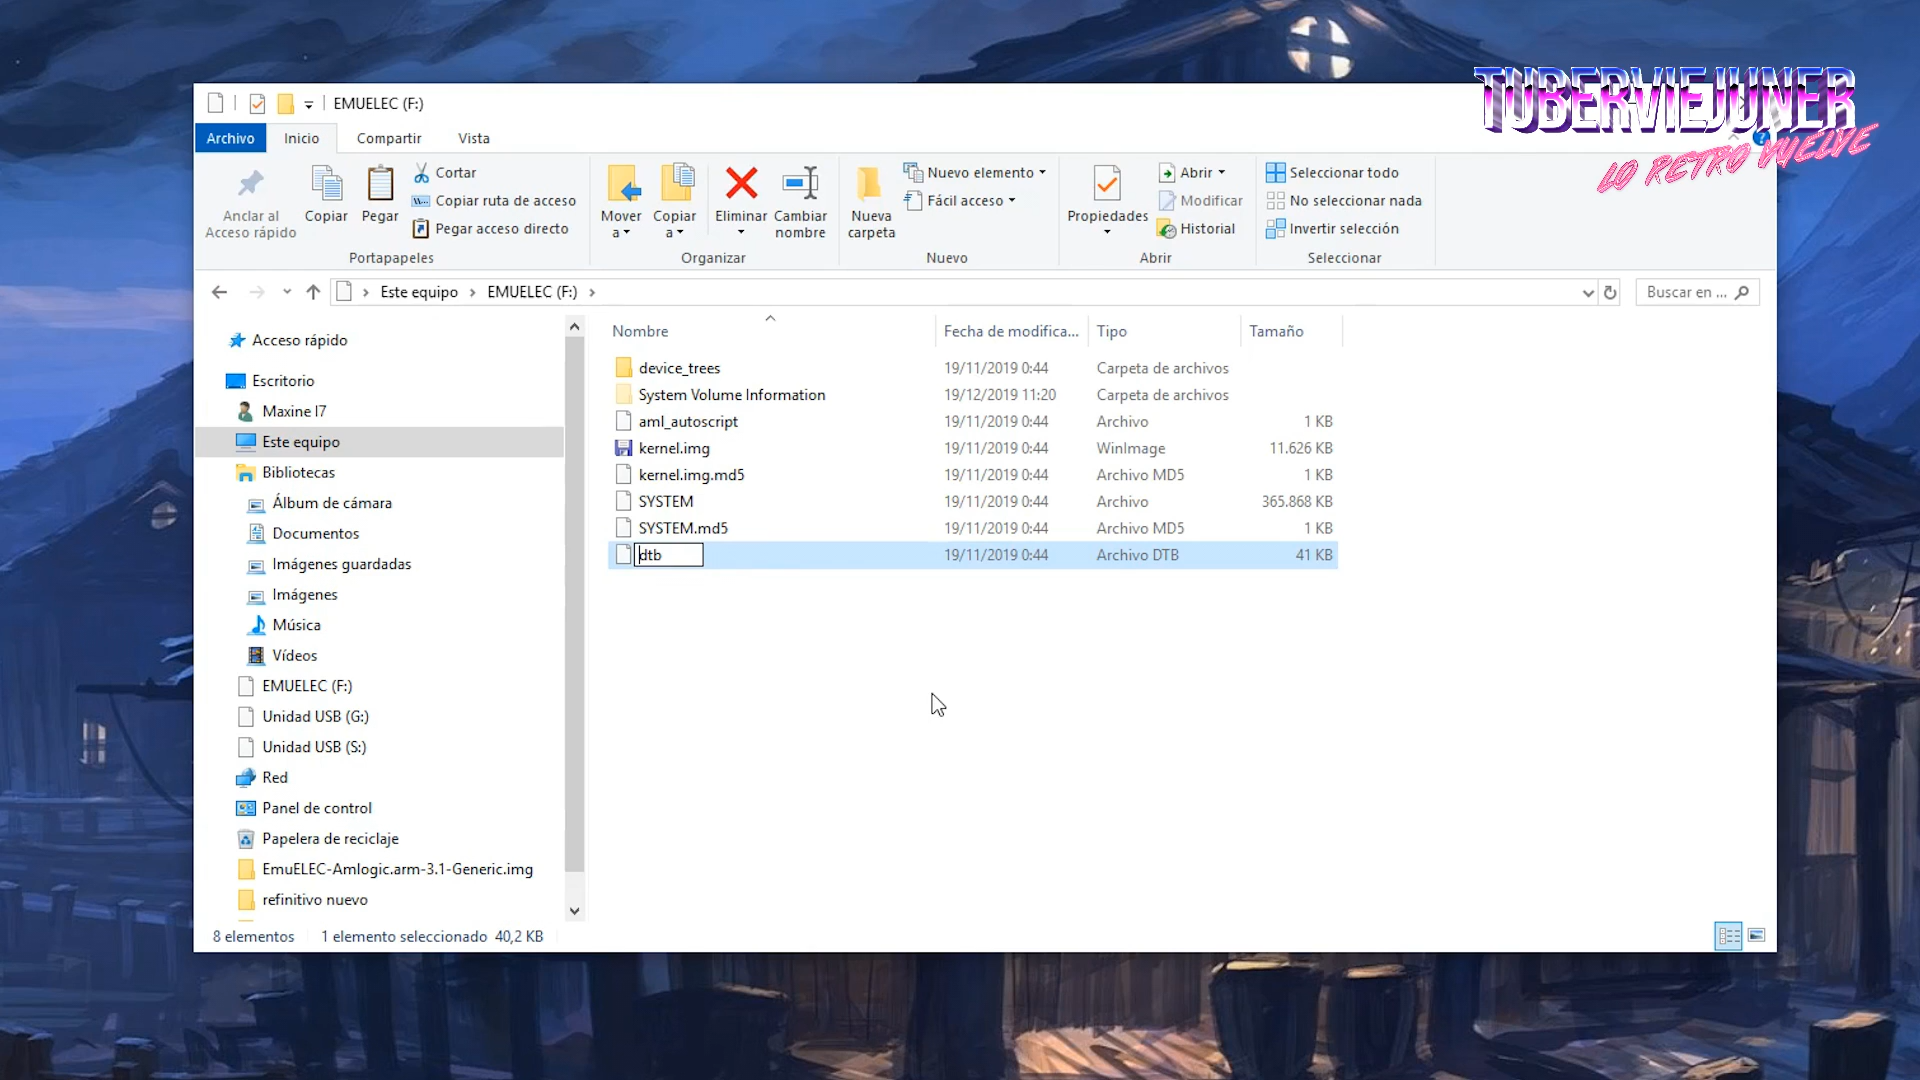 EMUELEC (F:)
TUBERVIEJUNER
LO RETRO VUELVE
Archivo
Inicio
Compartir
Vista
Anclar al
Acceso rápido
Copiar
Pegar
Cortar
Copiar ruta de acceso
Pegar acceso directo
Portapapeles
Mover
a
Copiar
a
Eliminar
Cambiar
nombre
Organizar
Nueva
carpeta
Nuevo elemento
Fácil acceso
Nuevo
Propiedades
Abrir
Modificar
Historial
Abrir
Seleccionar todo
No seleccionar nada
Invertir selección
Seleccionar
Este equipo > EMUELEC (F:) >
Buscar en ...
Acceso rápido
Escritorio
Maxine I7
Este equipo
Bibliotecas
Álbum de cámara
Documentos
Imágenes guardadas
Imágenes
Música
Vídeos
EMUELEC (F:)
Unidad USB (G:)
Unidad USB (S:)
Red
Panel de control
Papelera de reciclaje
EmuELEC-Amlogic.arm-3.1-Generic.img
refinitivo nuevo
Nombre Fecha de modifica... Tipo Tamaño
device_trees 19/11/2019 0:44 Carpeta de archivos
System Volume Information 19/12/2019 11:20 Carpeta de archivos
aml_autoscript 19/11/2019 0:44 Archivo 1 KB
kernel.img 19/11/2019 0:44 WinImage 11.626 KB
kernel.img.md5 19/11/2019 0:44 Archivo MD5 1 KB
SYSTEM 19/11/2019 0:44 Archivo 365.868 KB
SYSTEM.md5 19/11/2019 0:44 Archivo MD5 1 KB
dtb 19/11/2019 0:44 Archivo DTB 41 KB
8 elementos 1 elemento seleccionado 40,2 KB